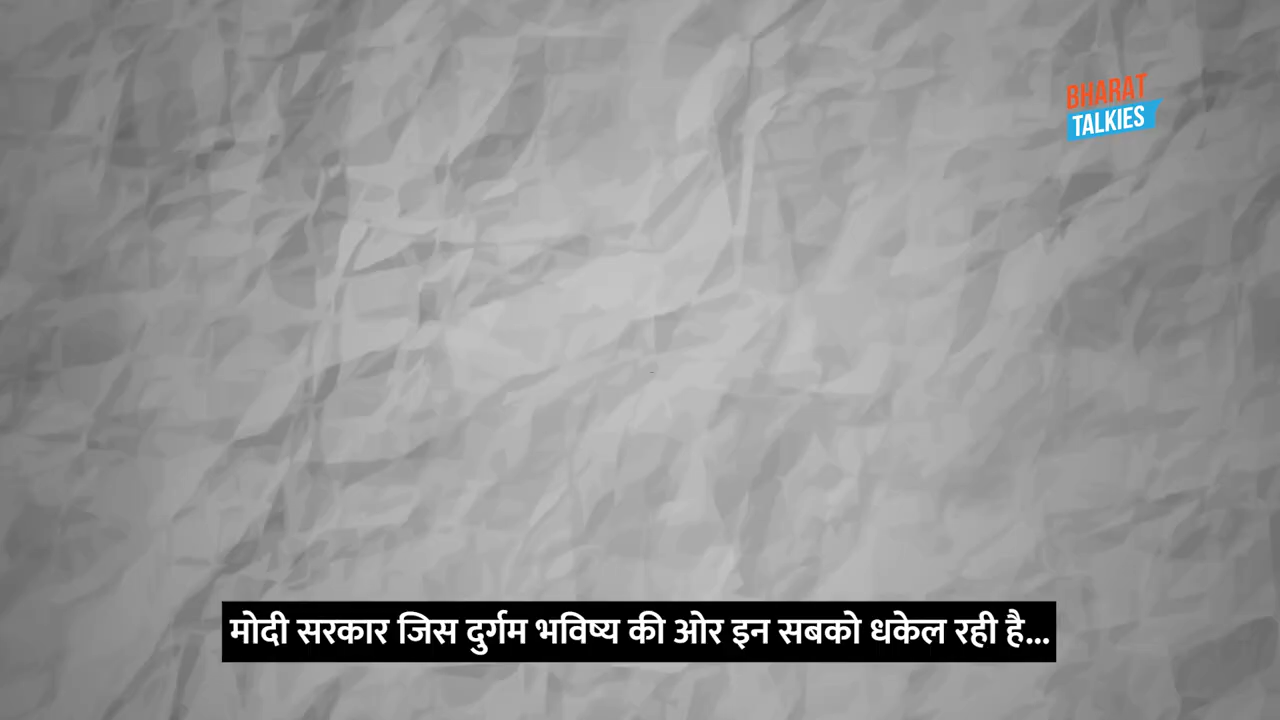 BHARAT
TALKIES
मोदी सरकार जिस दुर्गम भविष्य की ओर इन सबको धकेल रही है...